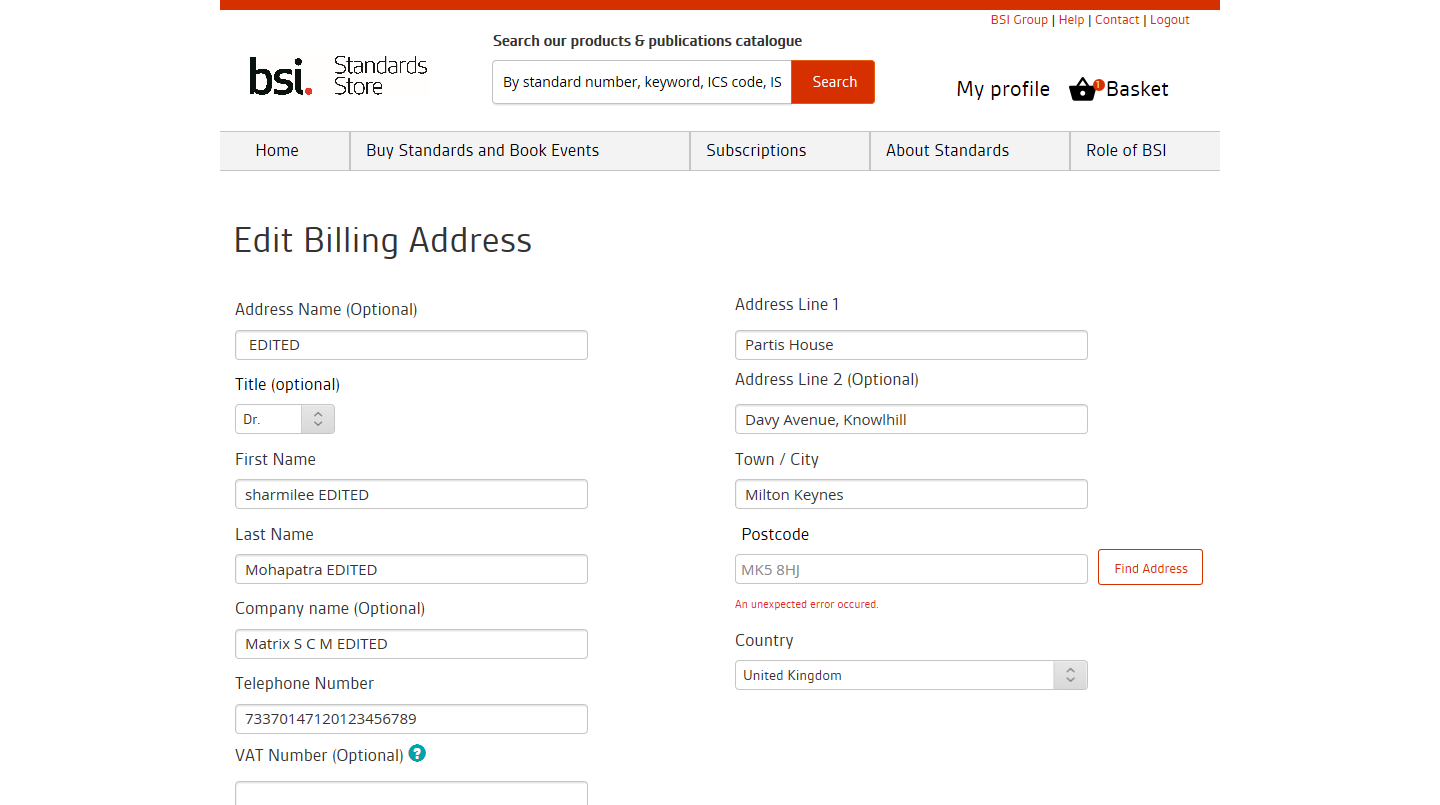 BSI Group | Help | Contact | Logout
Search our products & publications catalogue
bsi. Standards Store
By standard number, keyword, ICS code, IS
Search
My profile
1
Basket
Home
Buy Standards and Book Events
Subscriptions
About Standards
Role of BSI
Edit Billing Address
Address Name (Optional)
EDITED
Title (optional)
Dr.
First Name
sharmilee EDITED
Last Name
Mohapatra EDITED
Company name (Optional)
Matrix S C M EDITED
Telephone Number
73370147120123456789
VAT Number (Optional) ?
Address Line 1
Partis House
Address Line 2 (Optional)
Davy Avenue, Knowlhill
Town / City
Milton Keynes
Postcode
MK5 8HJ
Find Address
An unexpected error occured.
Country
United Kingdom